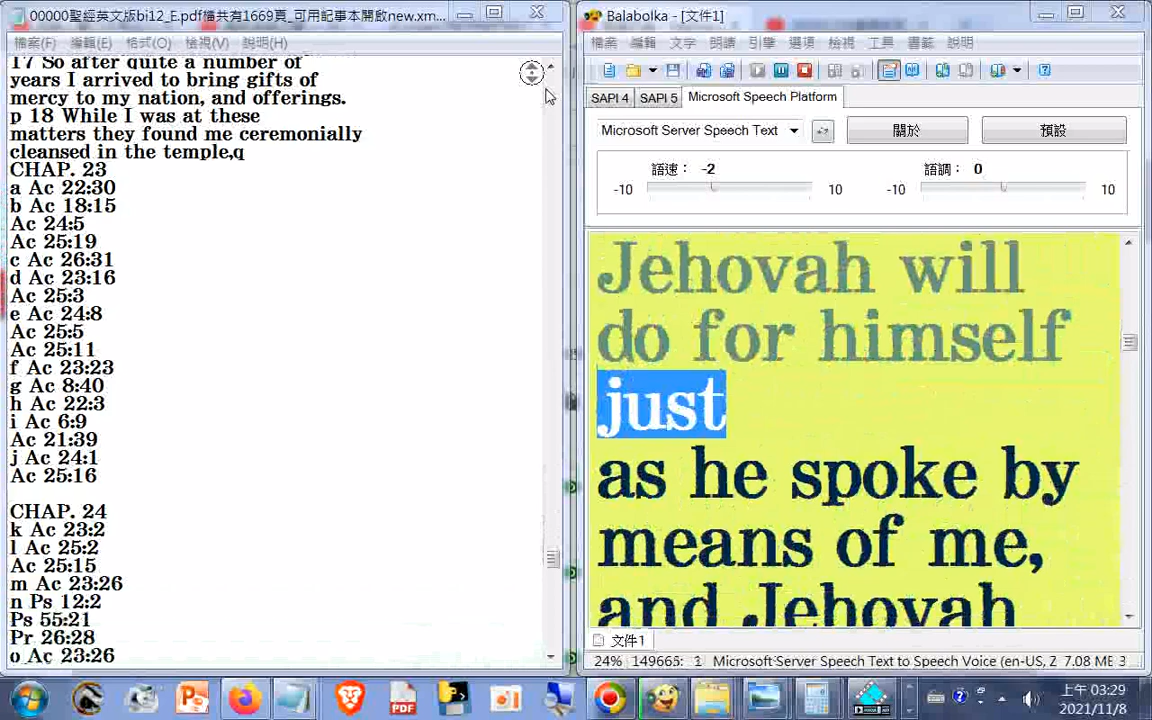 00000聖經英文版bi12_E.pdf檔共有1669頁_可用記事本開啟new.xm...
檔案(F) 編輯(E) 格式(O) 檢視(V) 說明(H)
17 So after quite a number of
years I arrived to bring gifts of
mercy to my nation, and offerings.
p 18 While I was at these
matters they found me ceremonially
cleansed in the temple,q
CHAP. 23
a Ac 22:30
b Ac 18:15
Ac 24:5
Ac 25:19
c Ac 26:31
d Ac 23:16
Ac 25:3
e Ac 24:8
Ac 25:5
Ac 25:11
f Ac 23:23
g Ac 8:40
h Ac 22:3
i Ac 6:9
Ac 21:39
j Ac 24:1
Ac 25:16
CHAP. 24
k Ac 23:2
l Ac 25:2
Ac 25:15
m Ac 23:26
n Ps 12:2
Ps 55:21
Pr 26:28
o Ac 23:26
Balabolka - [文件1]
檔案 編輯 文字 朗讀 引擎 選項 檢視 工具 書籤 說明
SAPI 4 SAPI 5 Microsoft Speech Platform
Microsoft Server Speech Text 關於 預設
語速： -2 語調： 0
-10 10 -10 10
Jehovah will
do for himself
just
as he spoke by
means of me,
and Jehovah
文件1
24% 149665: 1 Microsoft Server Speech Text to Speech Voice (en-US, Z 7.08 ME 3
PDF
上午 03:29
2021/11/8